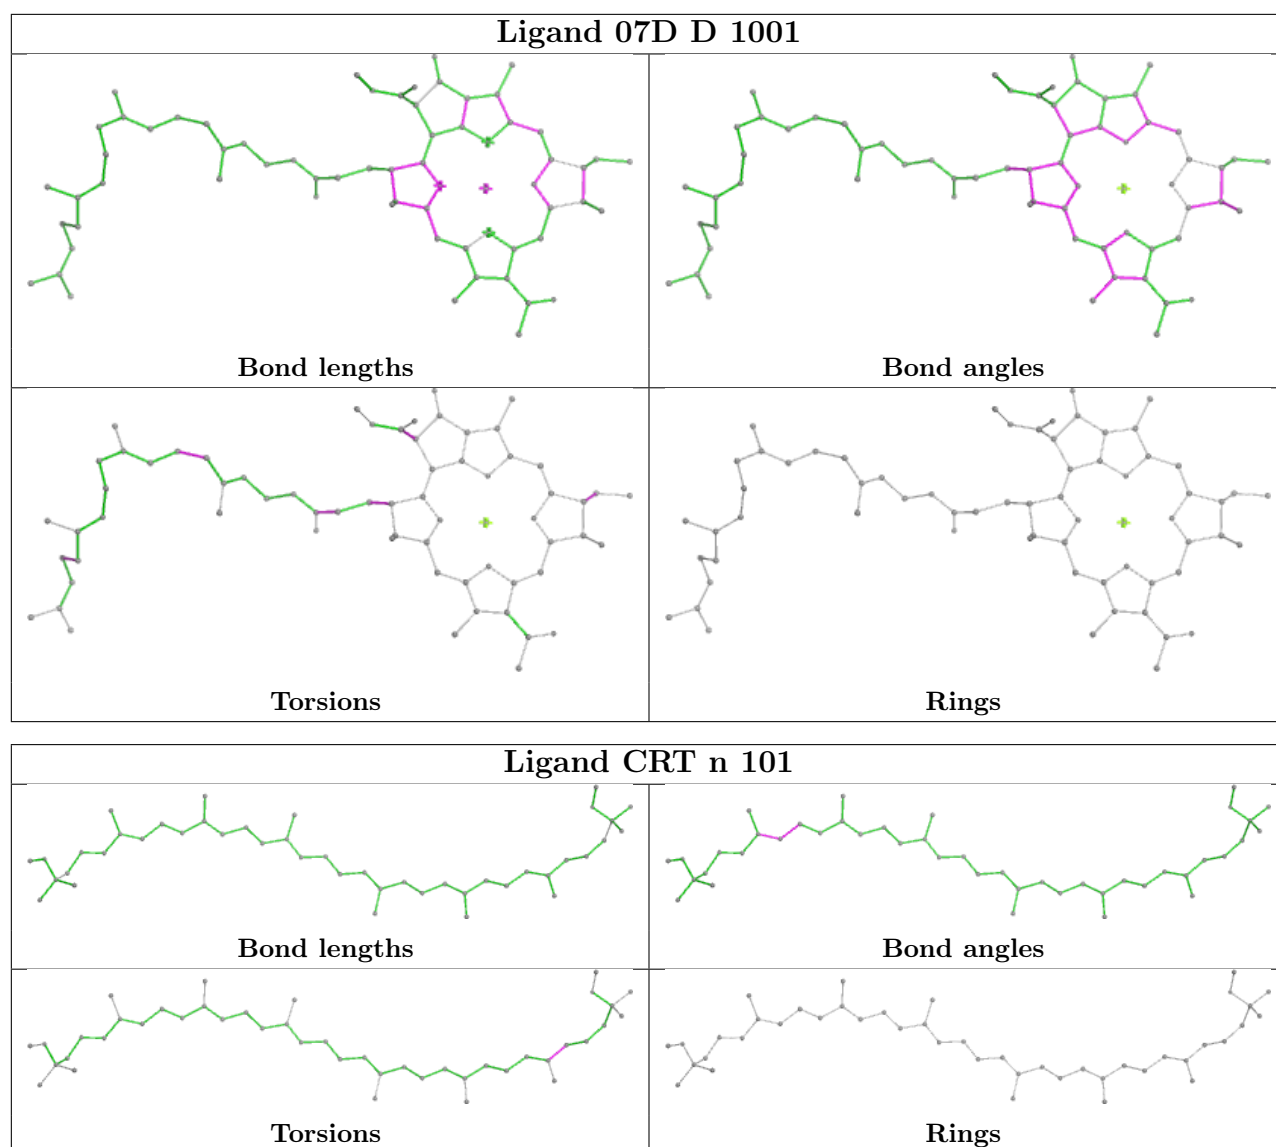 Ligand 07D D 1001
Bond lengths
Bond angles
Torsions
Rings
Ligand CRT n 101
Bond lengths
Bond angles
Torsions
Rings